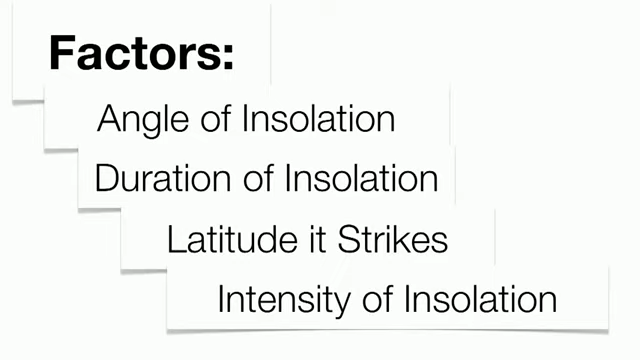 Factors:
Angle of Insolation
Duration of Insolation
Latitude it Strikes
Intensity of Insolation